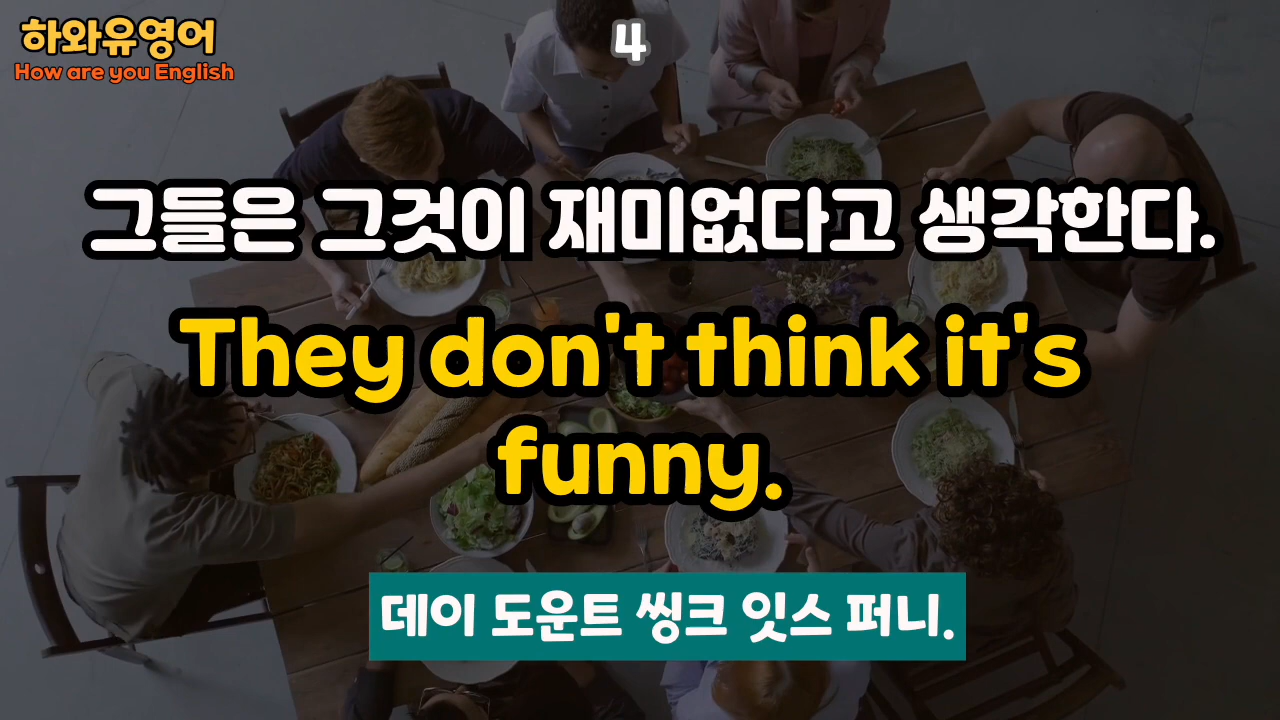 하와유영어
How are you English
4
그들은 그것이 재미없다고 생각한다.
They don't think it's
funny.
데이 도운트 씽크 잇스 퍼니.